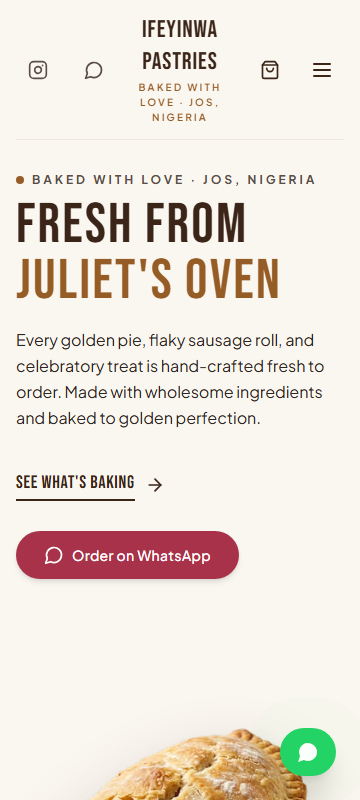 IFEYINWA
PASTRIES
BAKED WITH
LOVE · JOS,
NIGERIA
BAKED WITH LOVE · JOS, NIGERIA
FRESH FROM
JULIET'S OVEN
Every golden pie, flaky sausage roll, and
celebratory treat is hand-crafted fresh to
order. Made with wholesome ingredients
and baked to golden perfection.
SEE WHAT'S BAKING
Order on WhatsApp